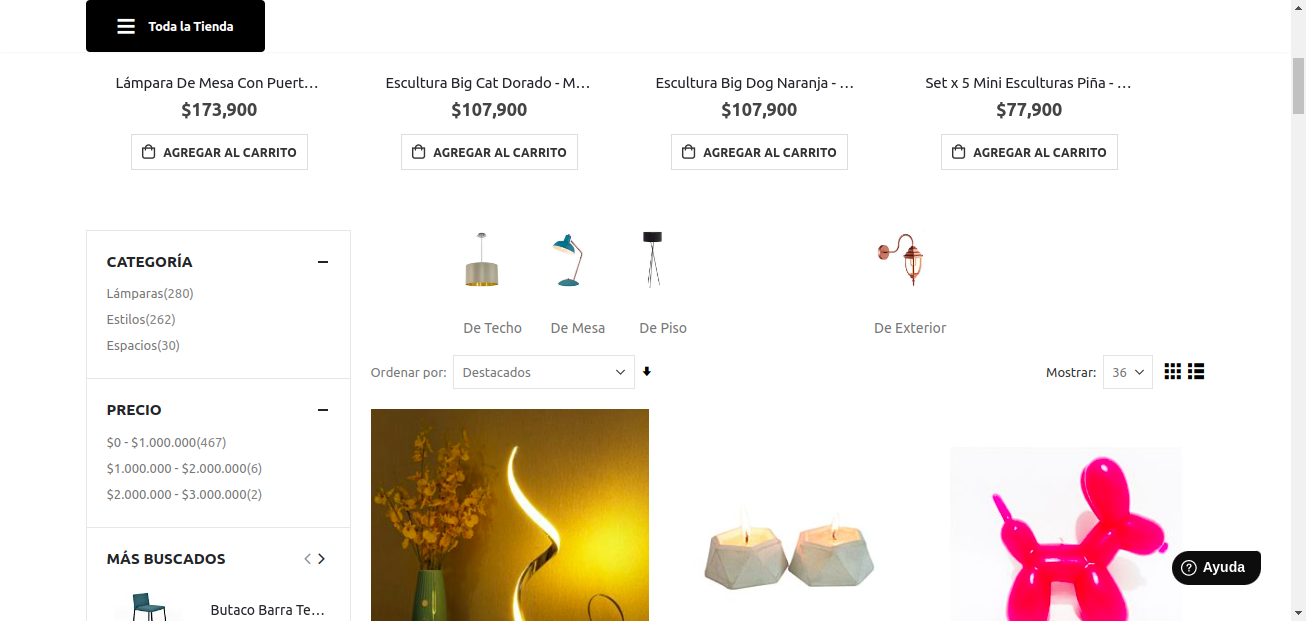 Toda la Tienda
Lámpara De Mesa Con Puert...
$173,900
AGREGAR AL CARRITO
Escultura Big Cat Dorado - M...
$107,900
AGREGAR AL CARRITO
Escultura Big Dog Naranja - ...
$107,900
AGREGAR AL CARRITO
Set x 5 Mini Esculturas Piña - ...
$77,900
AGREGAR AL CARRITO
CATEGORÍA
Lámparas(280)
Estilos(262)
Espacios(30)
PRECIO
$0 - $1.000.000(467)
$1.000.000 - $2.000.000(6)
$2.000.000 - $3.000.000(2)
MÁS BUSCADOS
Butaco Barra Te...
De Techo
De Mesa
De Piso
De Exterior
Ordenar por: Destacados
Mostrar: 36
Ayuda